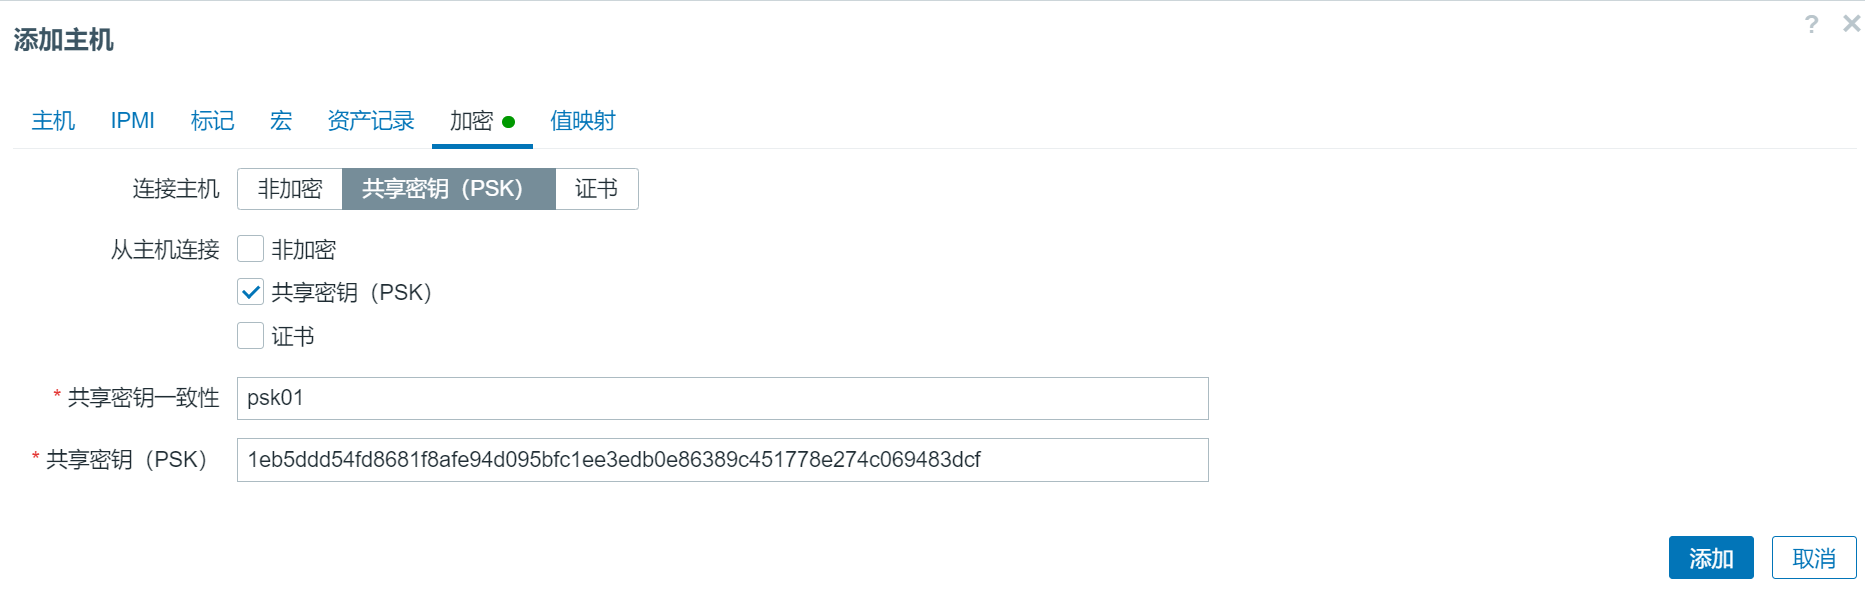 添加主机
? ×
主机 IPMI 标记 宏 资产记录 加密 值映射
连接主机 非加密 共享密钥（PSK） 证书
从主机连接 非加密
共享密钥（PSK）
证书
* 共享密钥一致性 psk01
* 共享密钥（PSK） 1eb5ddd54fd8681f8afe94d095bfc1ee3edb0e86389c451778e274c069483dcf
添加 取消